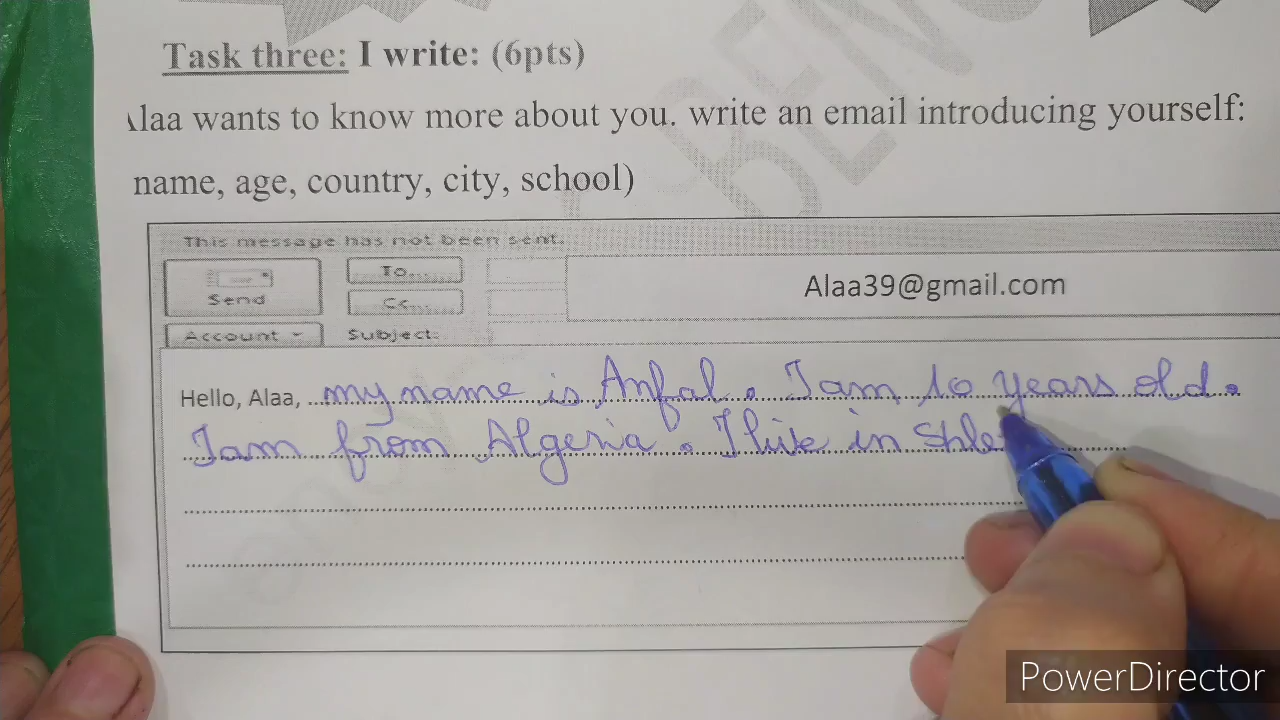 Task three: I write: (6pts)
laa wants to know more about you. write an email introducing yourself:
name, age, country, city, school)
This message has not been sent.
Send
To...
Cc...
Alaa39@gmail.com
Account
Subject:
Hello, Alaa, my name is Anfal. I am 10 years old.
I am from Algeria. I live in
PowerDirector